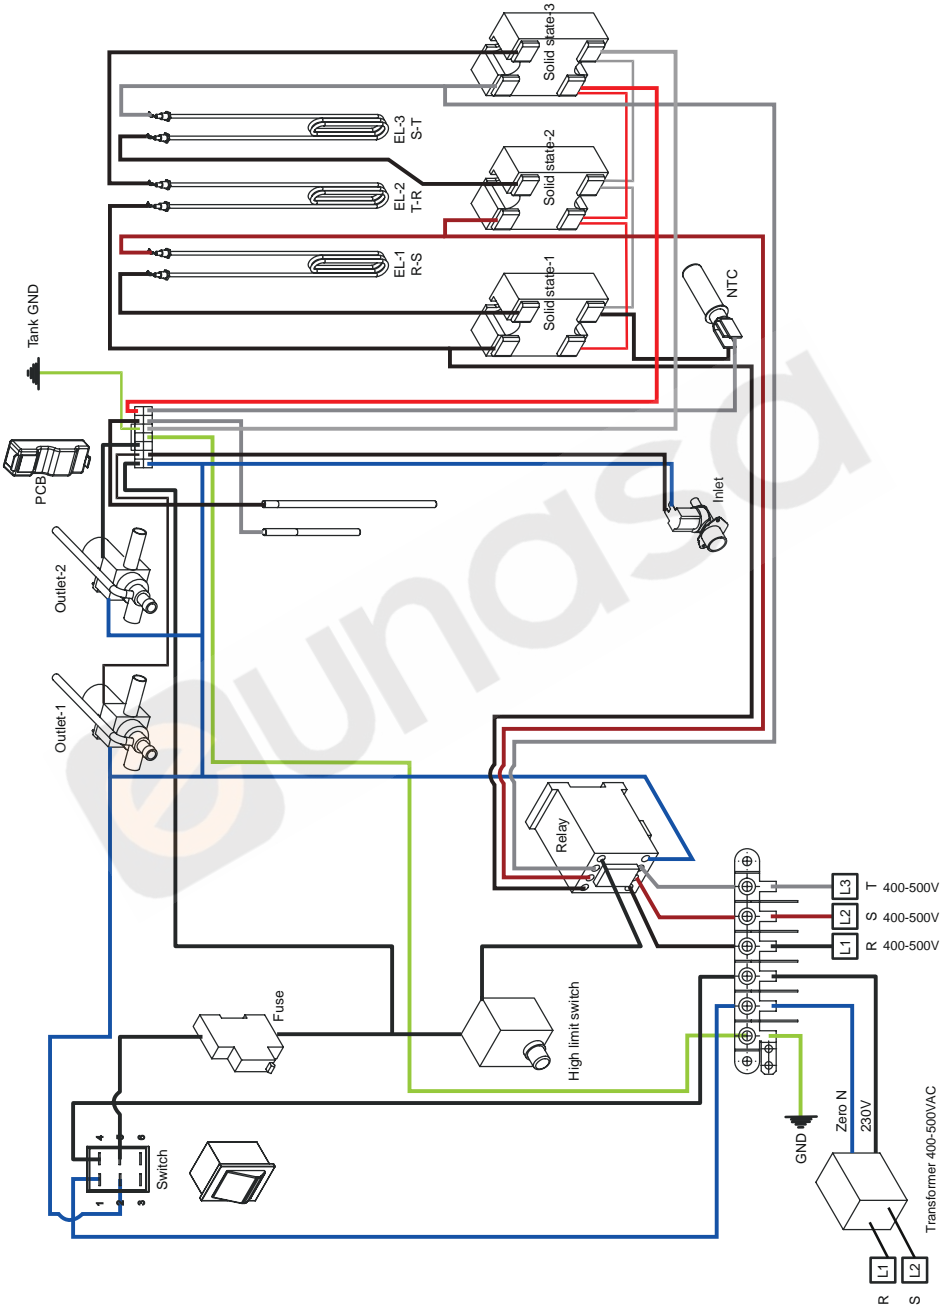 Solid state-3
EL-3
S-T
Solid state-2
EL-2
T-R
EL-1
R-S
Solid state-1
Tank GND
NTC
PCB
Inlet
Outlet-2
eunasa
Outlet-1
Relay
L3 T 400-500V
L2 S 400-500V
L1 R 400-500V
Fuse
High limit switch
4 5 6
1 2 3
Switch
GND
Zero N
230V
Transformer 400-500VAC
R L1
S L2